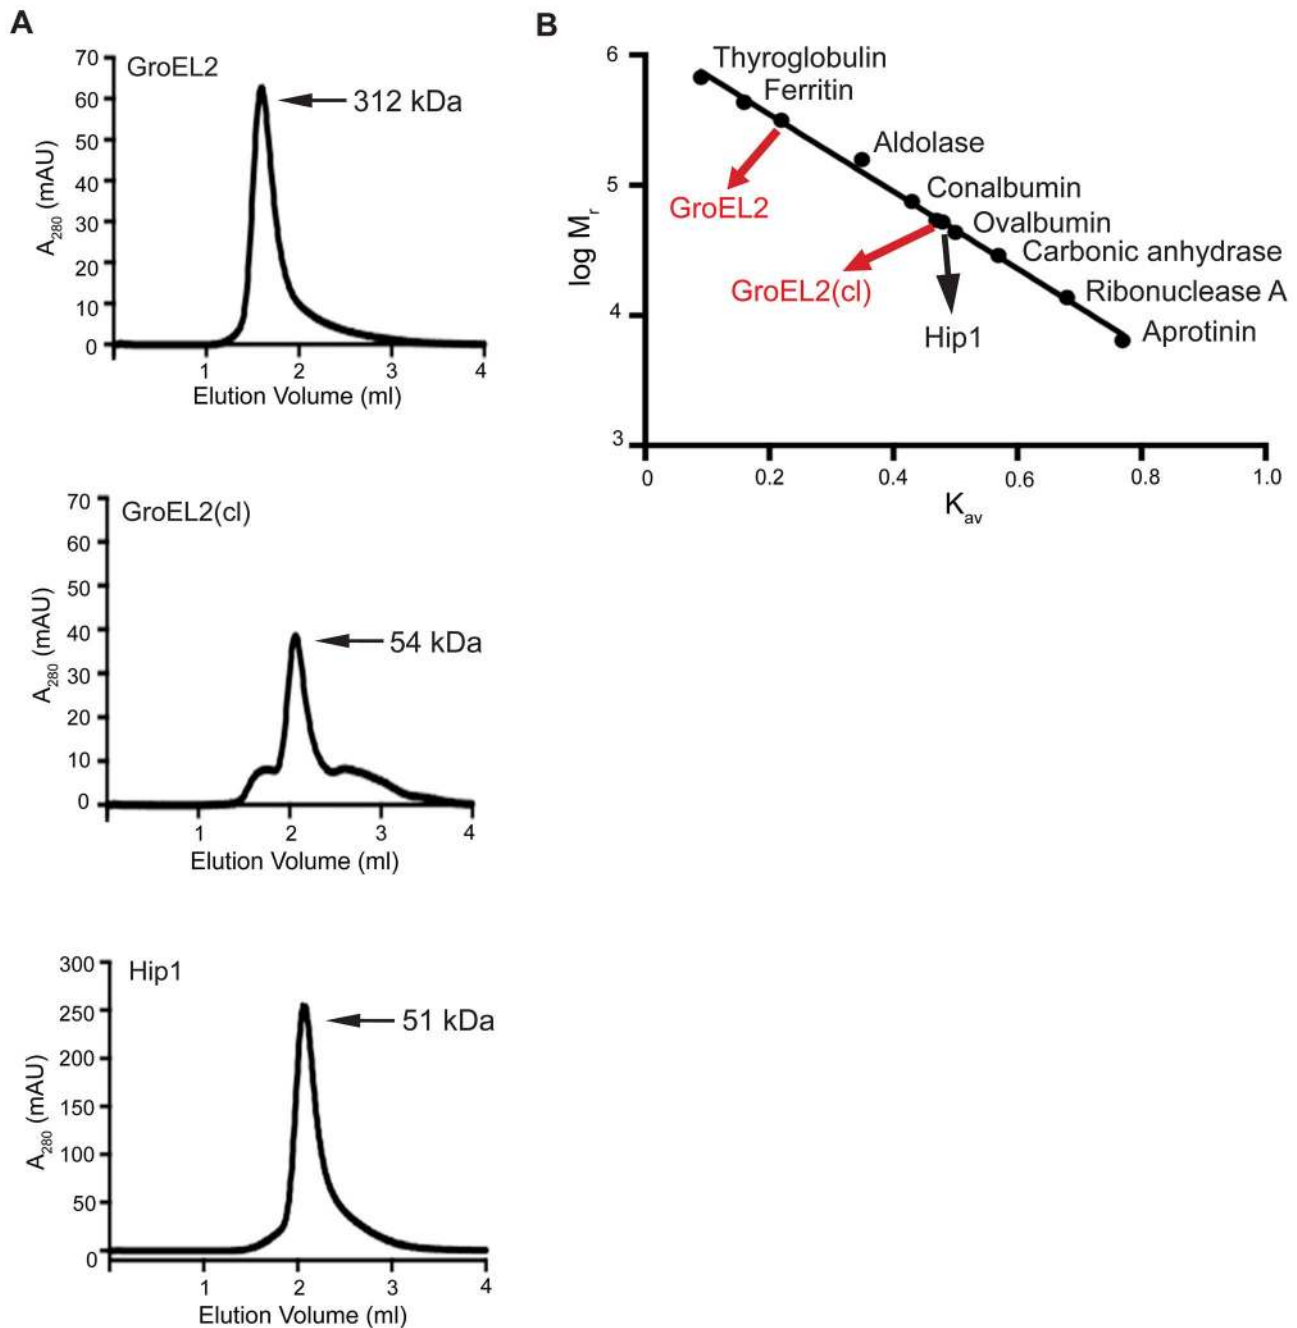 A
70
GroEL2
60
312 kDa
50
40
30
20
10
0
A280 (mAU)
1 2 3 4
Elution Volume (ml)
70
GroEL2(cl)
60
50
40
54 kDa
30
20
10
0
A280 (mAU)
1 2 3 4
Elution Volume (ml)
300
Hip1
250
51 kDa
200
150
100
50
0
A280 (mAU)
1 2 3 4
Elution Volume (ml)
B
6
Thyroglobulin
Ferritin
Aldolase
5
Conalbumin
GroEL2
Ovalbumin
Carbonic anhydrase
GroEL2(cl)
Ribonuclease A
4
Hip1
Aprotinin
3
log Mr
0 0.2 0.4 0.6 0.8 1.0
Kav